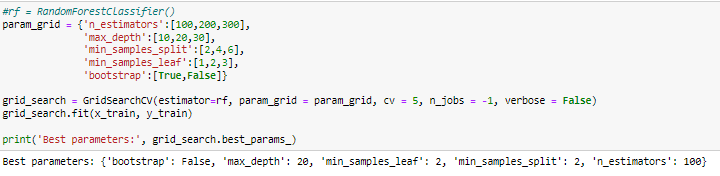 #rf = RandomForestClassifier()
param_grid = {'n_estimators':[100,200,300],
'max_depth':[10,20,30],
'min_samples_split':[2,4,6],
'min_samples_leaf':[1,2,3],
'bootstrap':[True,False]}
grid_search = GridSearchCV(estimator=rf, param_grid = param_grid, cv = 5, n_jobs = -1, verbose = False)
grid_search.fit(x_train, y_train)
print('Best parameters:', grid_search.best_params_)
Best parameters: {'bootstrap': False, 'max_depth': 20, 'min_samples_leaf': 2, 'min_samples_split': 2, 'n_estimators': 100}